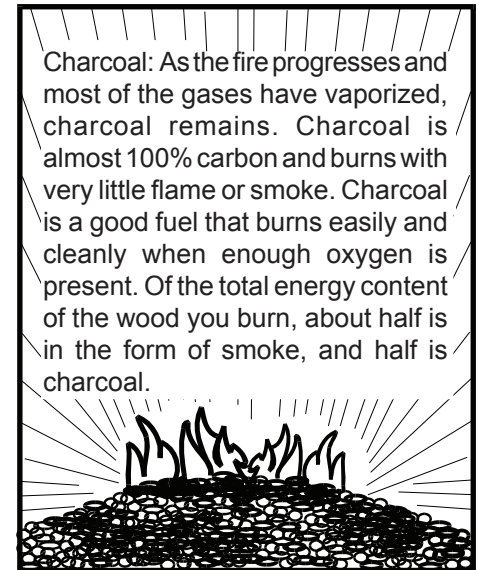 Charcoal: As the fire progresses and
most of the gases have vaporized,
charcoal remains. Charcoal is
almost 100% carbon and burns with
very little flame or smoke. Charcoal
is a good fuel that burns easily and
cleanly when enough oxygen is
present. Of the total energy content
of the wood you burn, about half is
in the form of smoke, and half is
charcoal.